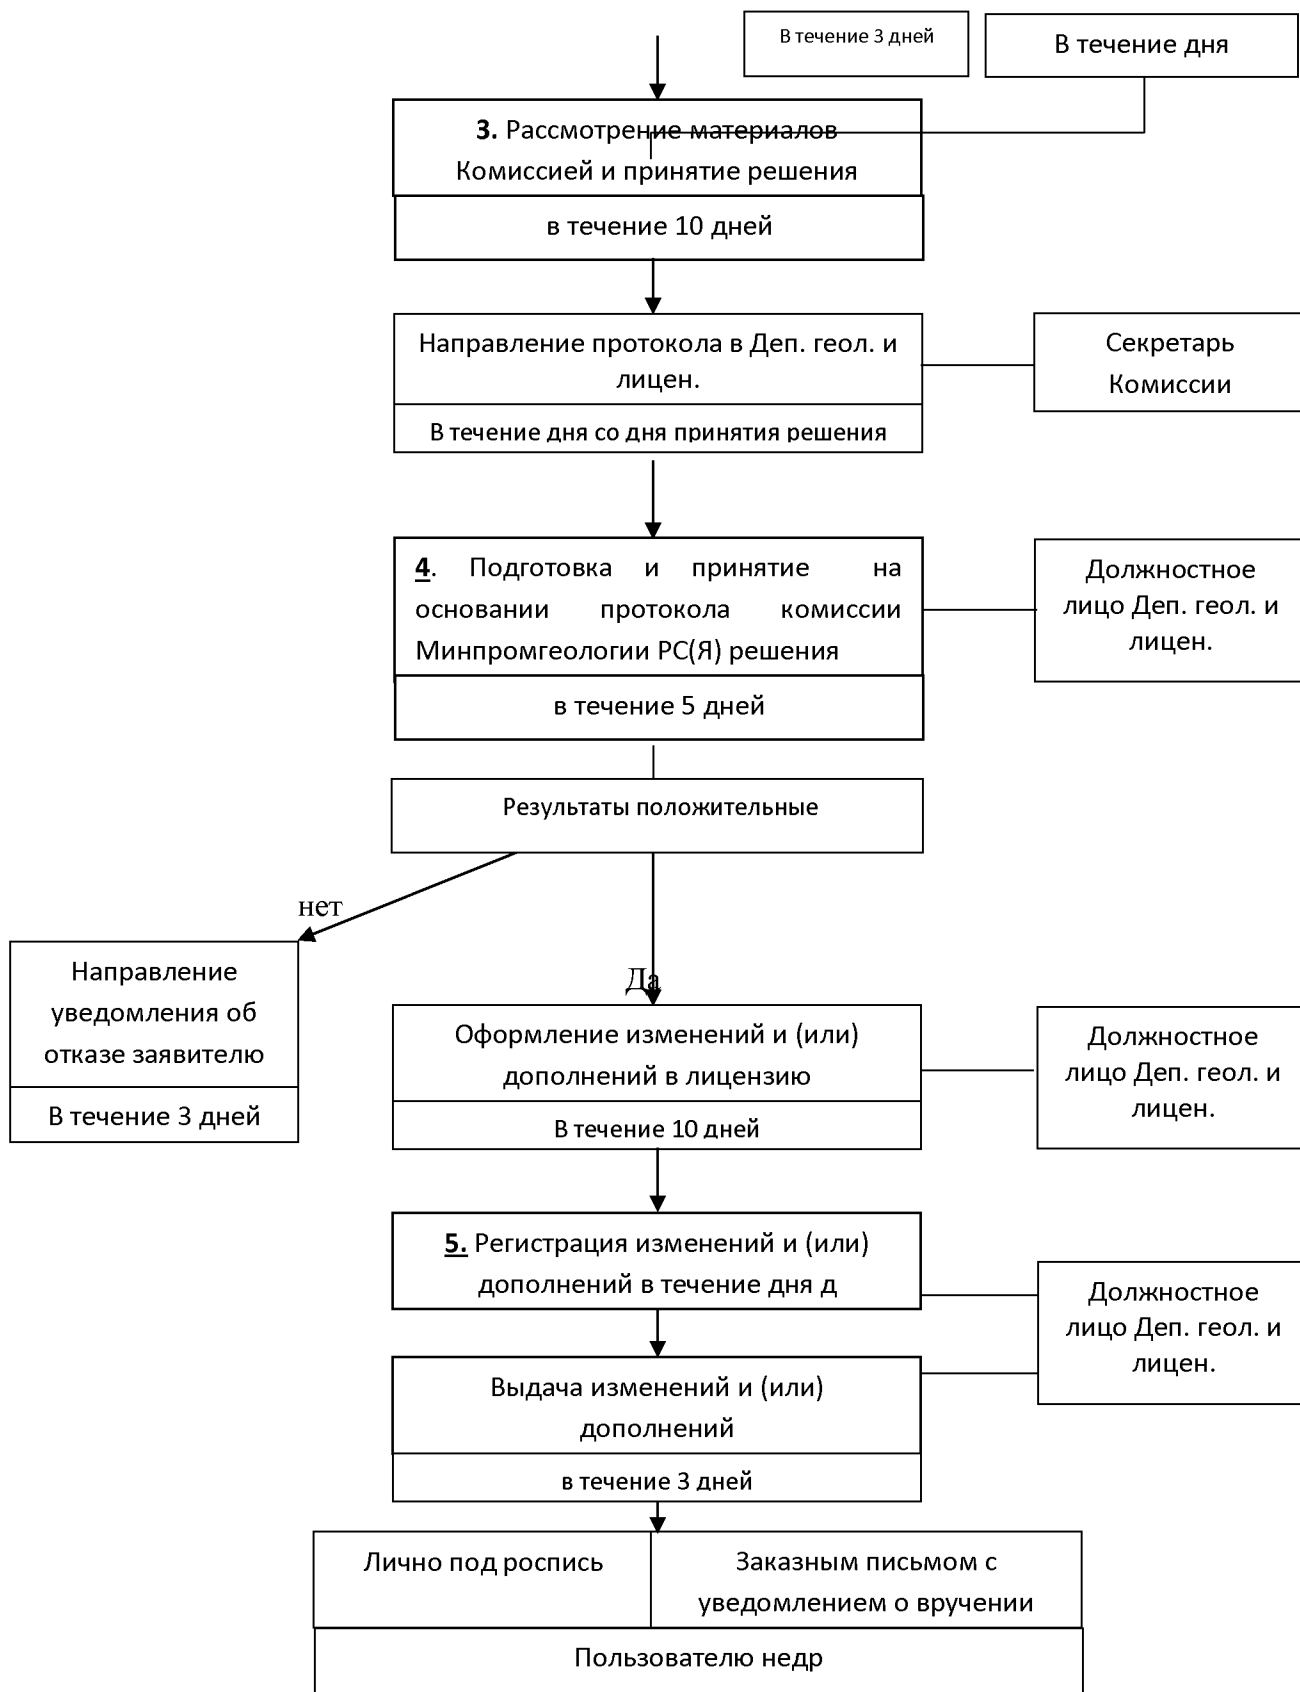 В течение 3 дней
В течение дня
3. Рассмотрение материалов
Комиссией и принятие решения
в течение 10 дней
Направление протокола в Деп. геол. и
лицен.
В течение дня со дня принятия решения
Секретарь
Комиссии
4. Подготовка и принятие на
основании протокола комиссии
Минпромгеологии РС(Я) решения
в течение 5 дней
Должностное
лицо Деп. геол. и
лицен.
Результаты положительные
нет
Направление
уведомления об
отказе заявителю
В течение 3 дней
Да
Оформление изменений и (или)
дополнений в лицензию
В течение 10 дней
Должностное
лицо Деп. геол. и
лицен.
5. Регистрация изменений и (или)
дополнений в течение дня д
Должностное
лицо Деп. геол. и
лицен.
Выдача изменений и (или)
дополнений
в течение 3 дней
Лично под роспись
Заказным письмом с
уведомлением о вручении
Пользователю недр